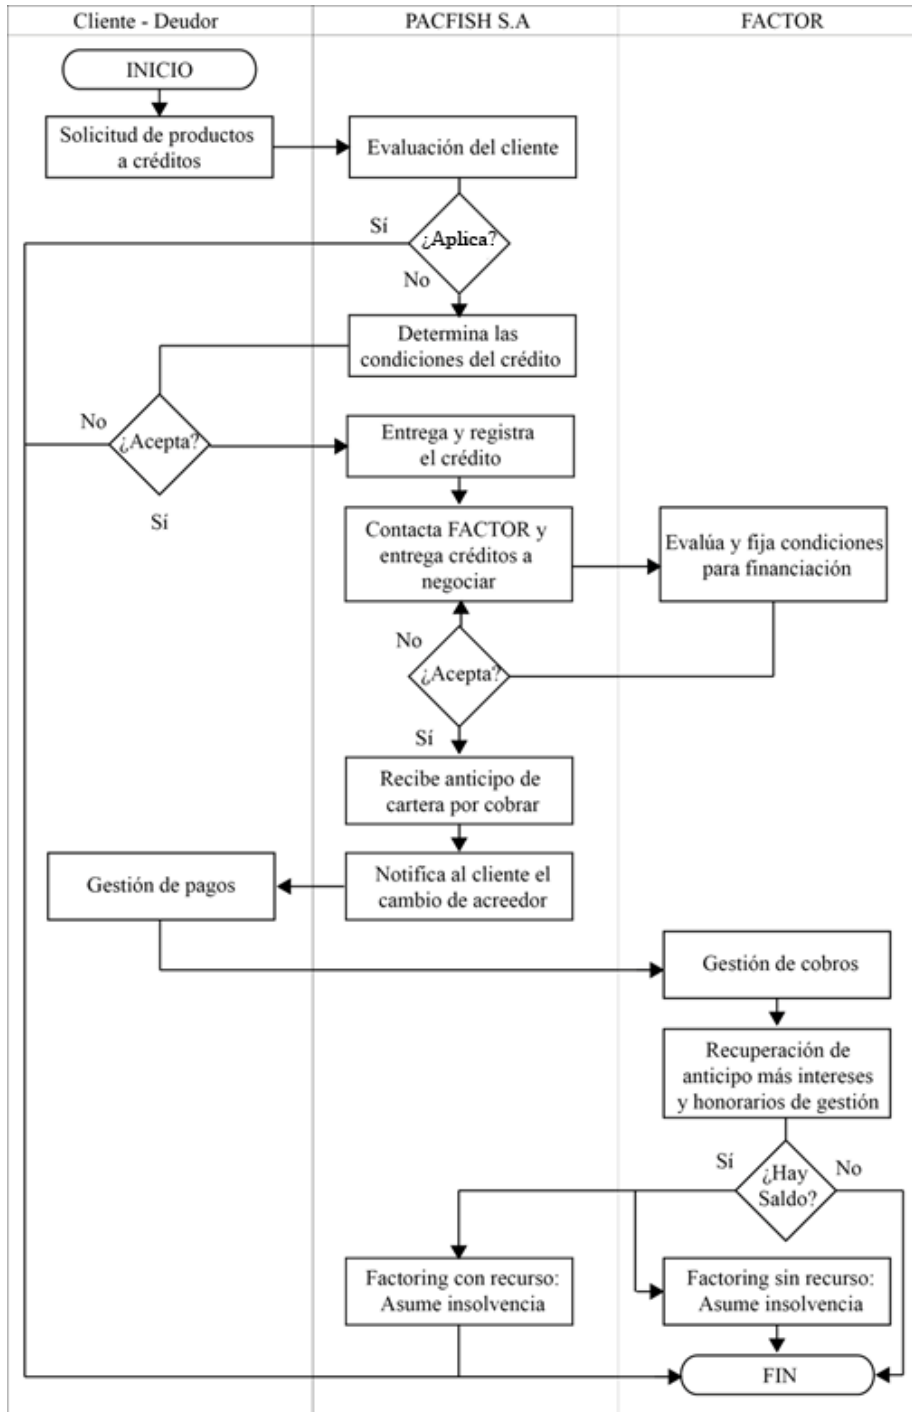 Cliente - Deudor
PACFISH S.A
FACTOR
INICIO
Solicitud de productos
a créditos
Evaluación del cliente
Sí
¿Aplica?
No
Determina las
condiciones del crédito
No
¿Acepta?
Sí
Entrega y registra
el crédito
Contacta FACTOR y
entrega créditos a
negociar
Evalúa y fija condiciones
para financiación
No
¿Acepta?
Sí
Recibe anticipo de
cartera por cobrar
Notifica al cliente el
cambio de acreedor
Gestión de pagos
Gestión de cobros
Recuperación de
anticipo más intereses
y honorarios de gestión
Sí
¿Hay
Saldo?
No
Factoring con recurso:
Asume insolvencia
Factoring sin recurso:
Asume insolvencia
FIN